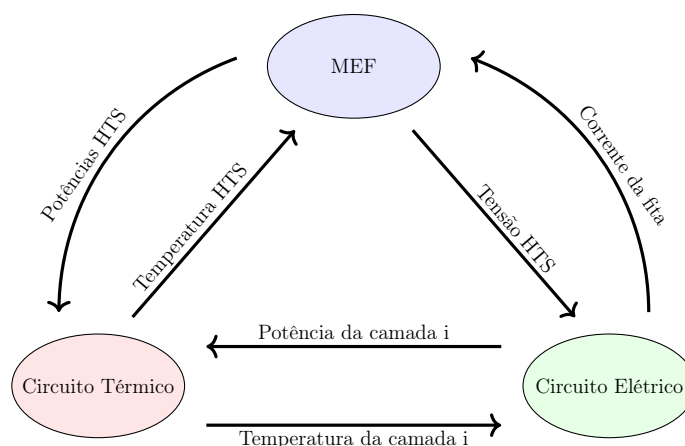 MEF
Potências HTS
Temperatura HTS
Tensão HTS
Corrente da fita
Potência da camada i
Circuito Térmico
Circuito Elétrico
Temperatura da camada i